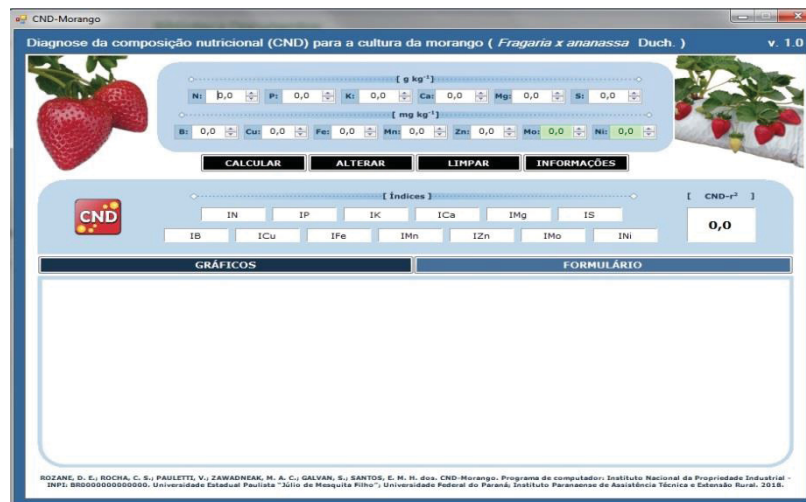 CND-Morango
Diagnose da composição nutricional (CND) para a cultura da morango ( Fragaria x ananassa Duch. ) v. 1.0
[ g kg⁻¹]
N: 0,0 P: 0,0 K: 0,0 Ca: 0,0 Mg: 0,0 S: 0,0
[ mg kg⁻¹]
B: 0,0 Cu: 0,0 Fe: 0,0 Mn: 0,0 Zn: 0,0 Mo: 0,0 Ni: 0,0
CALCULAR ALTERAR LIMPAR INFORMAÇÕES
[ Índices ] [ CND-r² ]
CND
IN IP IK ICa IMg IS
0,0
IB ICu IFe IMn IZn IMo INi
GRÁFICOS FORMULÁRIO
ROZANE, D. E.; ROCHA, C. S.; PAULETTI, V.; ZAWADNEAK, M. A. C.; GALVAN, S.; SANTOS, E. M. H. dos. CND-Morango. Programa de computador: Instituto Nacional da Propriedade Industrial -
INPI: BR0000000000000. Universidade Estadual Paulista "Júlio de Mesquita Filho"; Universidade Federal do Paraná; Instituto Paranaense de Assistência Técnica e Extensão Rural. 2018.